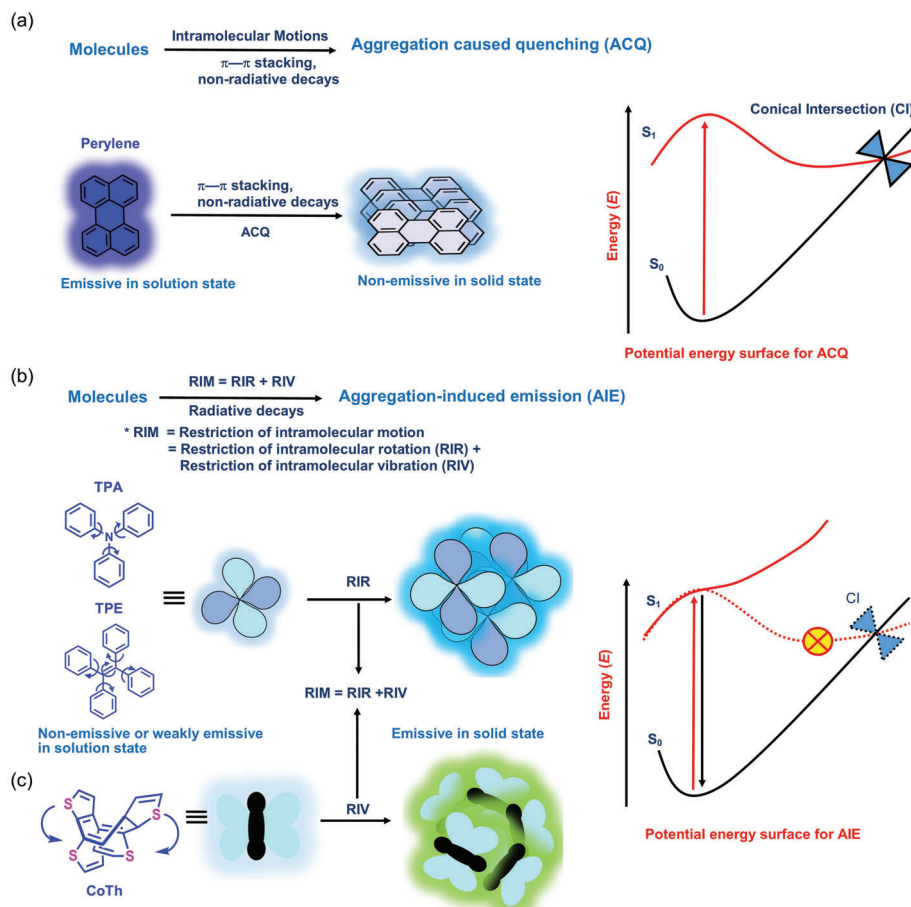 (a)
Molecules
Intramolecular Motions
π—π stacking,
non-radiative decays
Aggregation caused quenching (ACQ)
Perylene
π—π stacking,
non-radiative decays
ACQ
Emissive in solution state
Non-emissive in solid state
Conical Intersection (CI)
S1
Energy (E)
S0
Potential energy surface for ACQ
(b)
Molecules
RIM = RIR + RIV
Radiative decays
Aggregation-induced emission (AIE)
* RIM = Restriction of intramolecular motion
= Restriction of intramolecular rotation (RIR) +
Restriction of intramolecular vibration (RIV)
TPA
N
RIR
TPE
RIM = RIR +RIV
Non-emissive or weakly emissive
in solution state
Emissive in solid state
S1
CI
Energy (E)
S0
Potential energy surface for AIE
(c)
S
S
S
S
CoTh
RIV